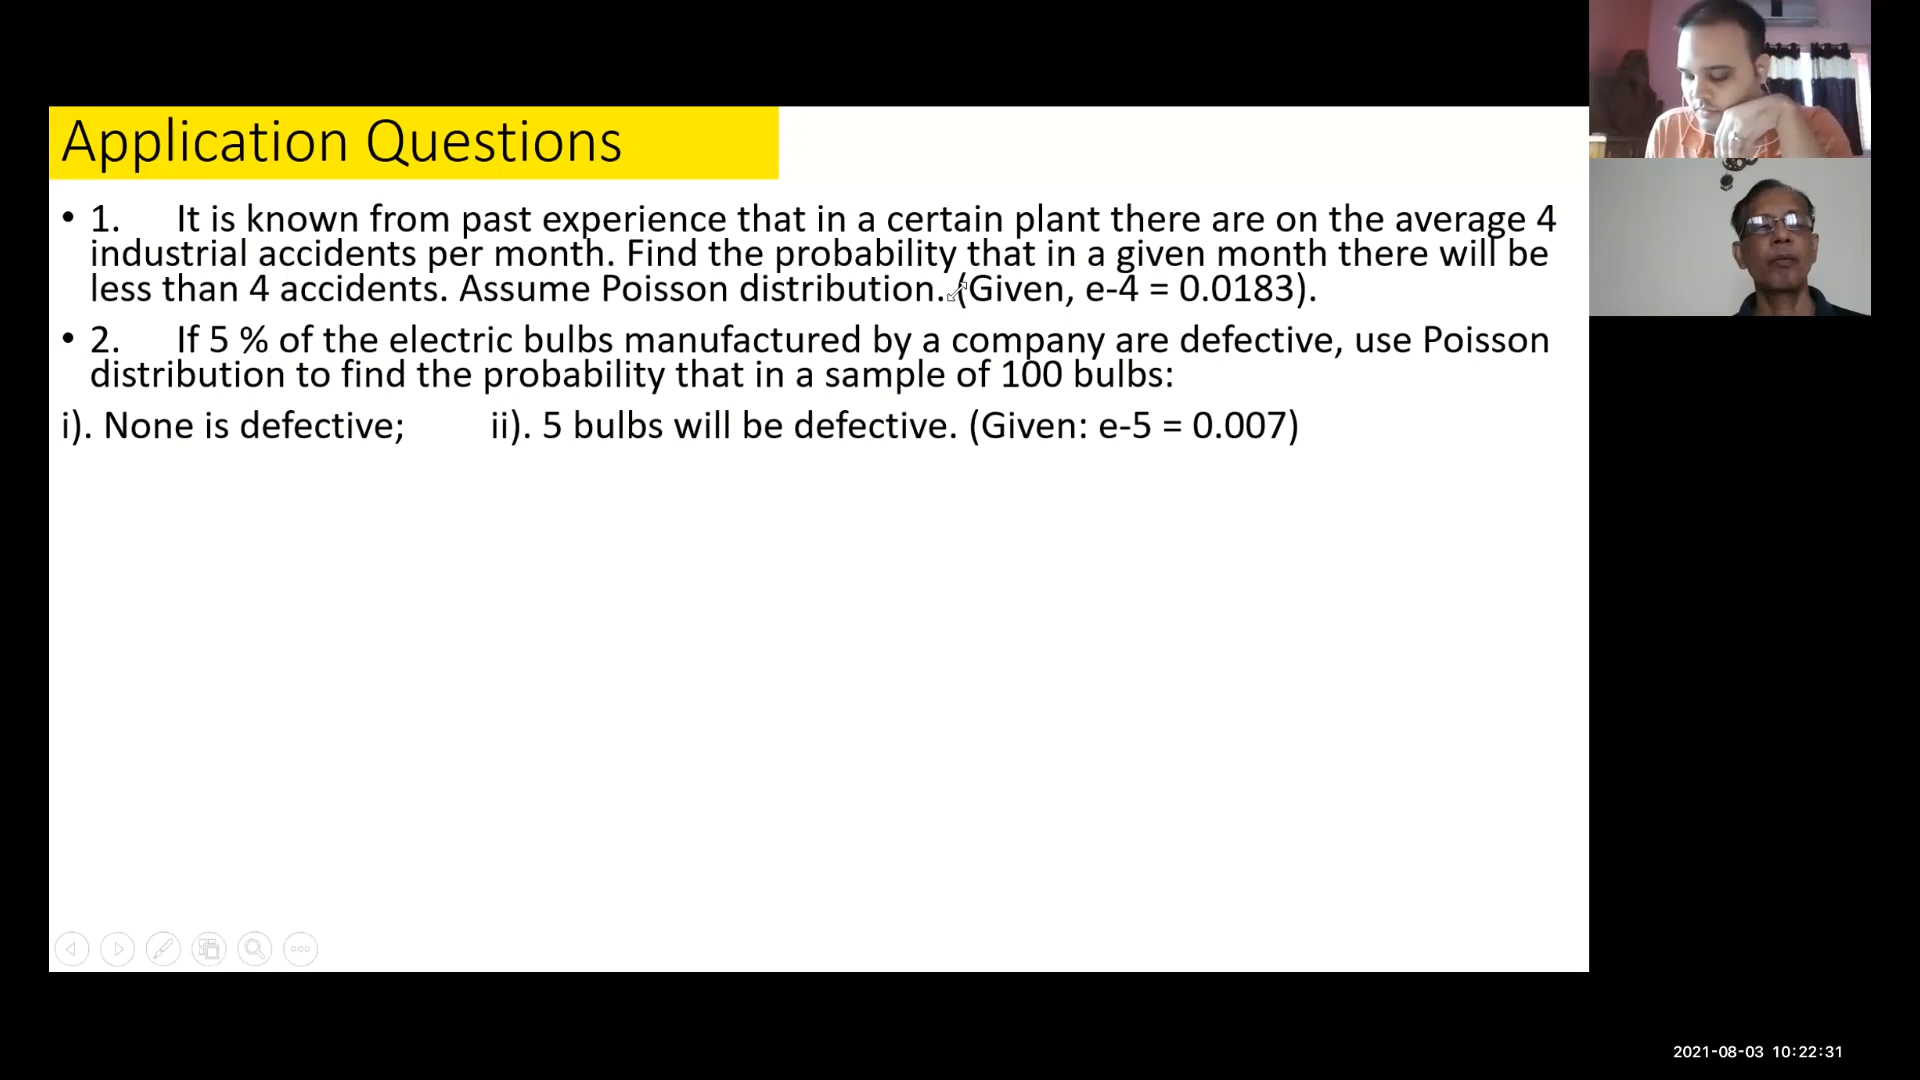 Application Questions
• 1. It is known from past experience that in a certain plant there are on the average 4
industrial accidents per month. Find the probability that in a given month there will be
less than 4 accidents. Assume Poisson distribution. (Given, e-4 = 0.0183).
• 2. If 5 % of the electric bulbs manufactured by a company are defective, use Poisson
distribution to find the probability that in a sample of 100 bulbs:
i). None is defective; ii). 5 bulbs will be defective. (Given: e-5 = 0.007)
2021-08-03 10:22:31